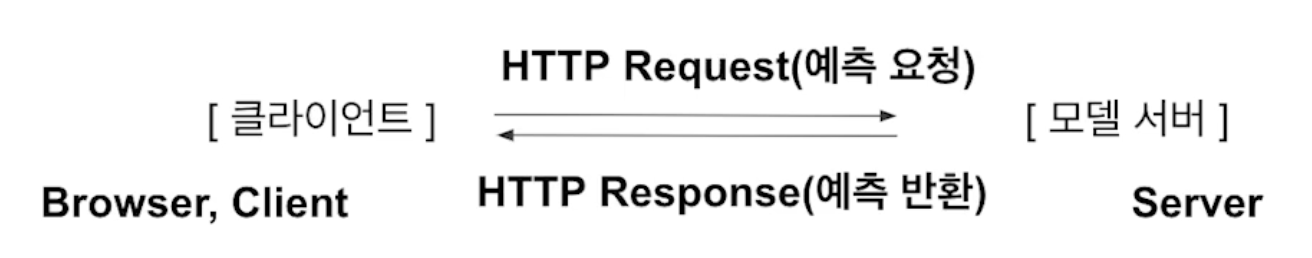 HTTP Request(예측 요청)
[ 클라이언트 ]
[ 모델 서버 ]
HTTP Response(예측 반환)
Browser, Client
Server